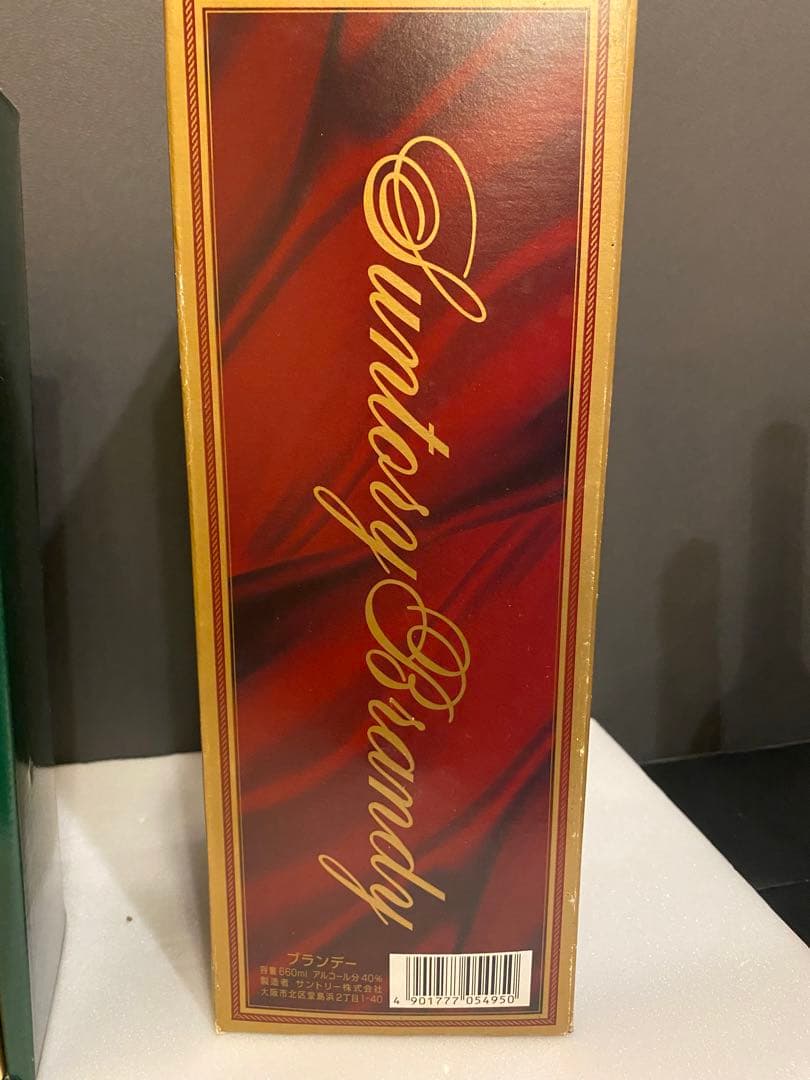 Suntory Brandy
ブランデー
容量660ml アルコール分40%
製造者 サントリー株式会社
大阪市北区堂島浜2丁目1-40
4 901777 054950